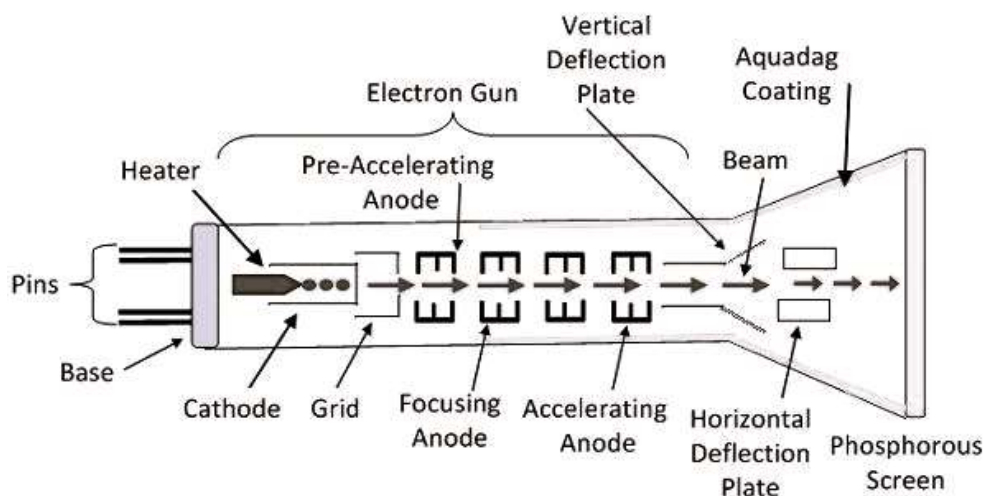 Vertical
Deflection
Plate
Aquadag
Coating
Electron Gun
Beam
Pre-Accelerating
Anode
Heater
Pins
Base
Cathode
Grid
Focusing
Anode
Accelerating
Anode
Horizontal
Deflection
Plate
Phosphorous
Screen